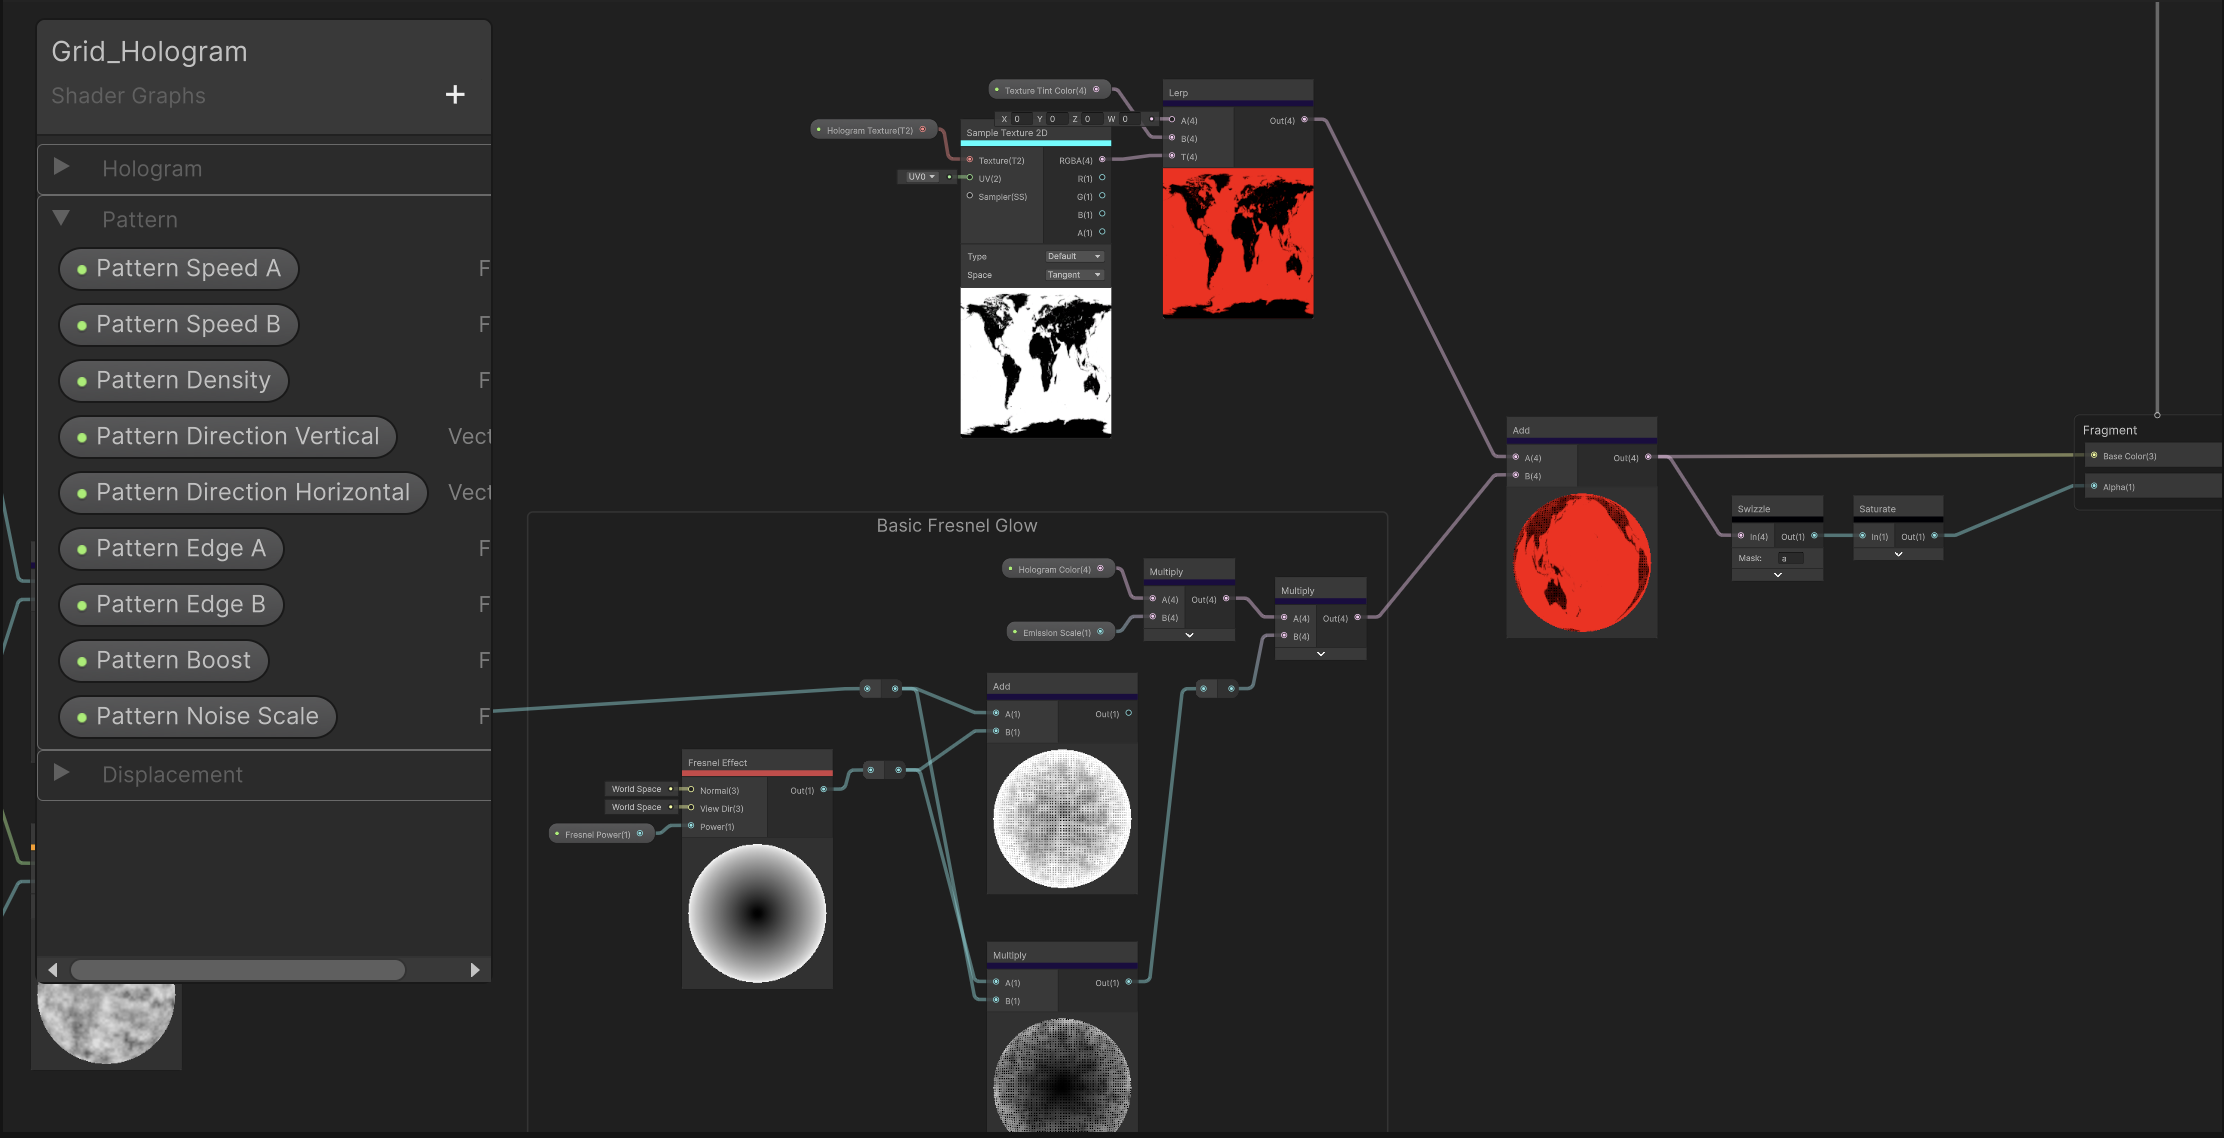 Grid_Hologram
Shader Graphs
+
Hologram
Pattern
Pattern Speed A F
Pattern Speed B F
Pattern Density F
Pattern Direction Vertical Vect
Pattern Direction Horizontal Vect
Pattern Edge A F
Pattern Edge B F
Pattern Boost F
Pattern Noise Scale F
Displacement
Texture Tint Color(4)
Hologram Texture(T2)
X 0 Y 0 Z 0 W 0
Sample Texture 2D
Texture(T2) RGBA(4)
UV0
UV(2) R(1)
Sampler(SS) G(1)
B(1)
A(1)
Type Default
Space Tangent
Lerp
A(4) Out(4)
B(4)
T(4)
Add
A(4) Out(4)
B(4)
Fragment
Base Color(3)
Alpha(1)
Swizzle
In(4) Out(1)
Mask: a
Saturate
In(1) Out(1)
Basic Fresnel Glow
Hologram Color(4)
Emission Scale(1)
Multiply
A(4) Out(4)
B(4)
Multiply
A(4) Out(4)
B(4)
Add
A(1) Out(1)
B(1)
Fresnel Effect
World Space Normal(3) Out(1)
World Space View Dir(3)
Fresnel Power(1) Power(1)
Multiply
A(1) Out(1)
B(1)